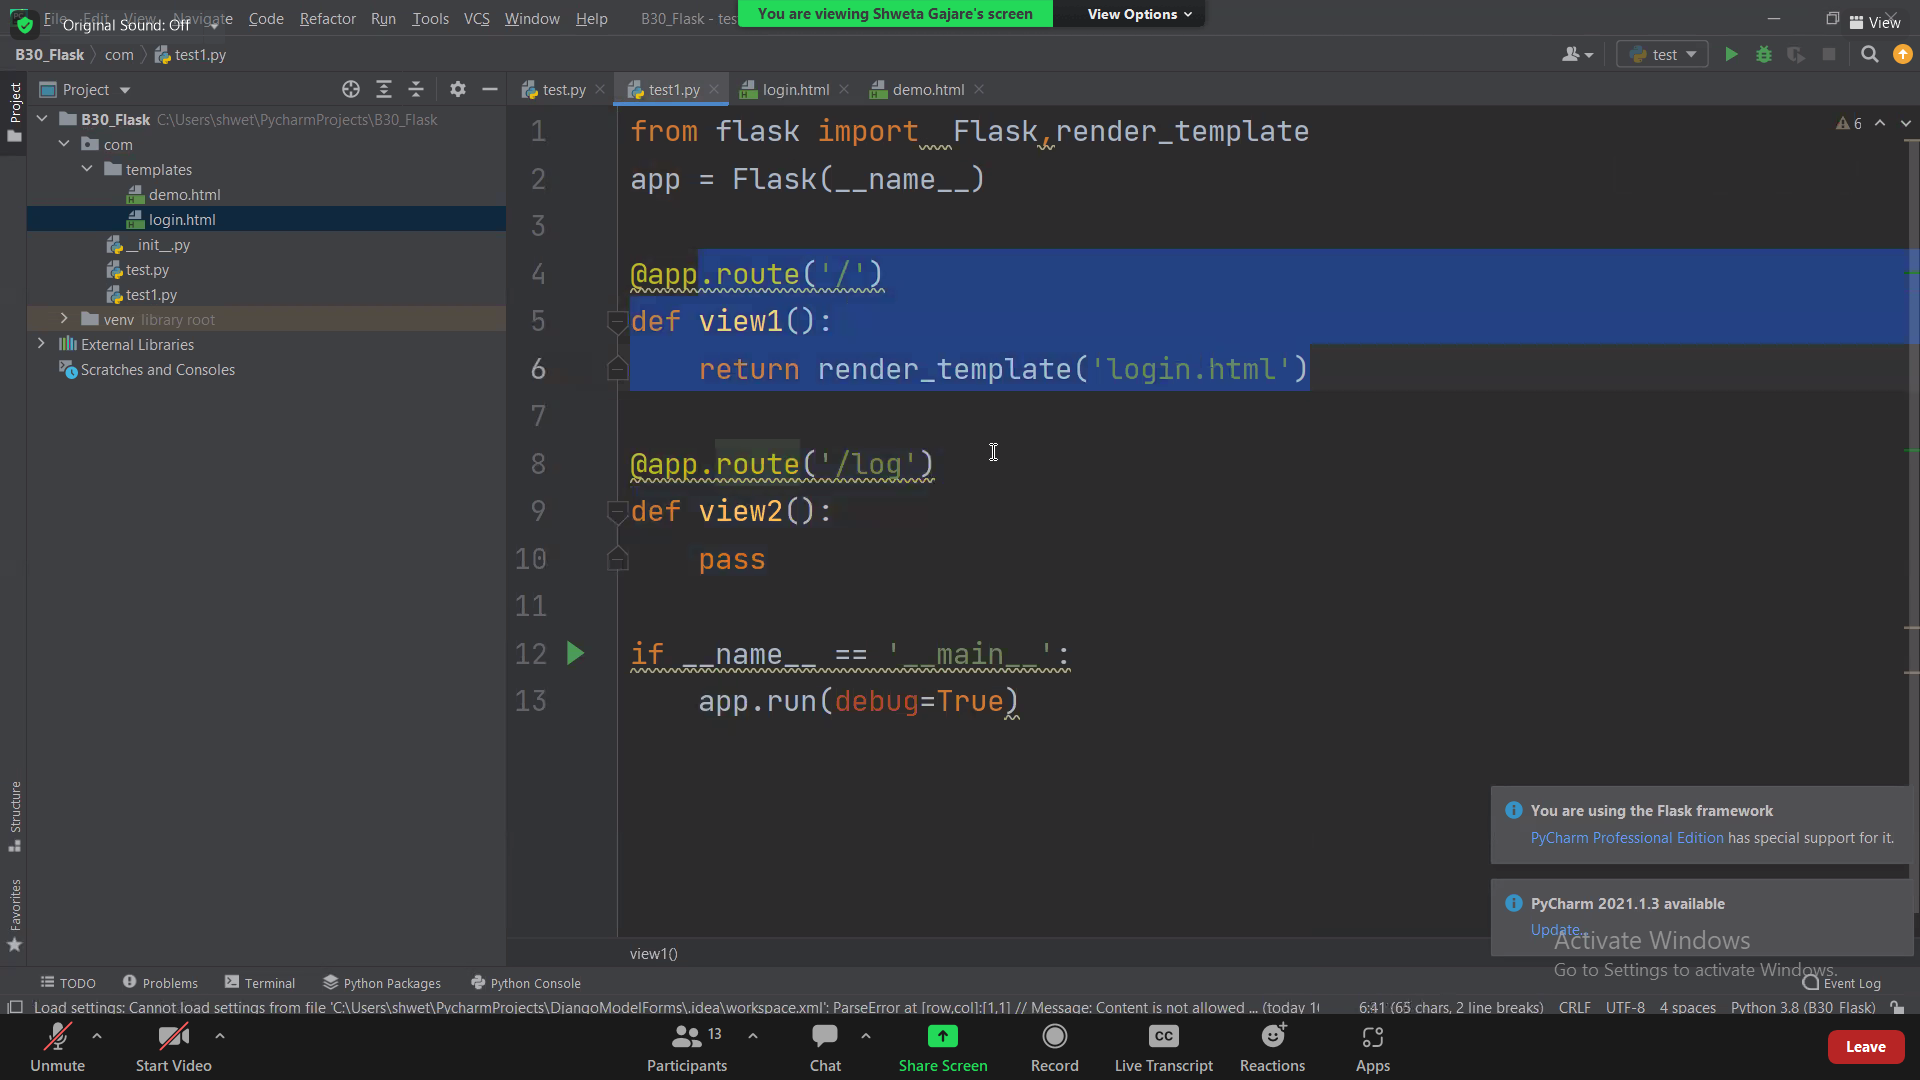 File Edit View Navigate Code Refactor Run Tools VCS Window Help B30_Flask - tes
Original Sound: Off
You are viewing Shweta Gajare's screen View Options
View
B30_Flask com test1.py
test
Project
Project
test.py test1.py login.html demo.html
B30_Flask C:\Users\shwet\PycharmProjects\B30_Flask
com
templates
demo.html
login.html
__init__.py
test.py
test1.py
venv library root
External Libraries
Scratches and Consoles
6
1 from flask import  Flask,render_template
2 app = Flask(__name__)
3
4 @app.route('/')
5 def view1():
6     return render_template('login.html')
7
8 @app.route('/log')
9 def view2():
10     pass
11
12 if __name__ == '__main__':
13     app.run(debug=True)
Structure
Favorites
You are using the Flask framework
PyCharm Professional Edition has special support for it.
PyCharm 2021.1.3 available
Update...
Activate Windows
Go to Settings to activate Windows.
view1()
TODO Problems Terminal Python Packages Python Console Event Log
Load settings: Cannot load settings from file 'C:\Users\shwet\PycharmProjects\DjangoModelForms\.idea\workspace.xml': ParseError at [row,col]:[1,1] // Message: Content is not allowed ... (today 10 6:41 (65 chars, 2 line breaks) CRLF UTF-8 4 spaces Python 3.8 (B30_Flask)
13
CC
Unmute Start Video Participants Chat Share Screen Record Live Transcript Reactions Apps Leave